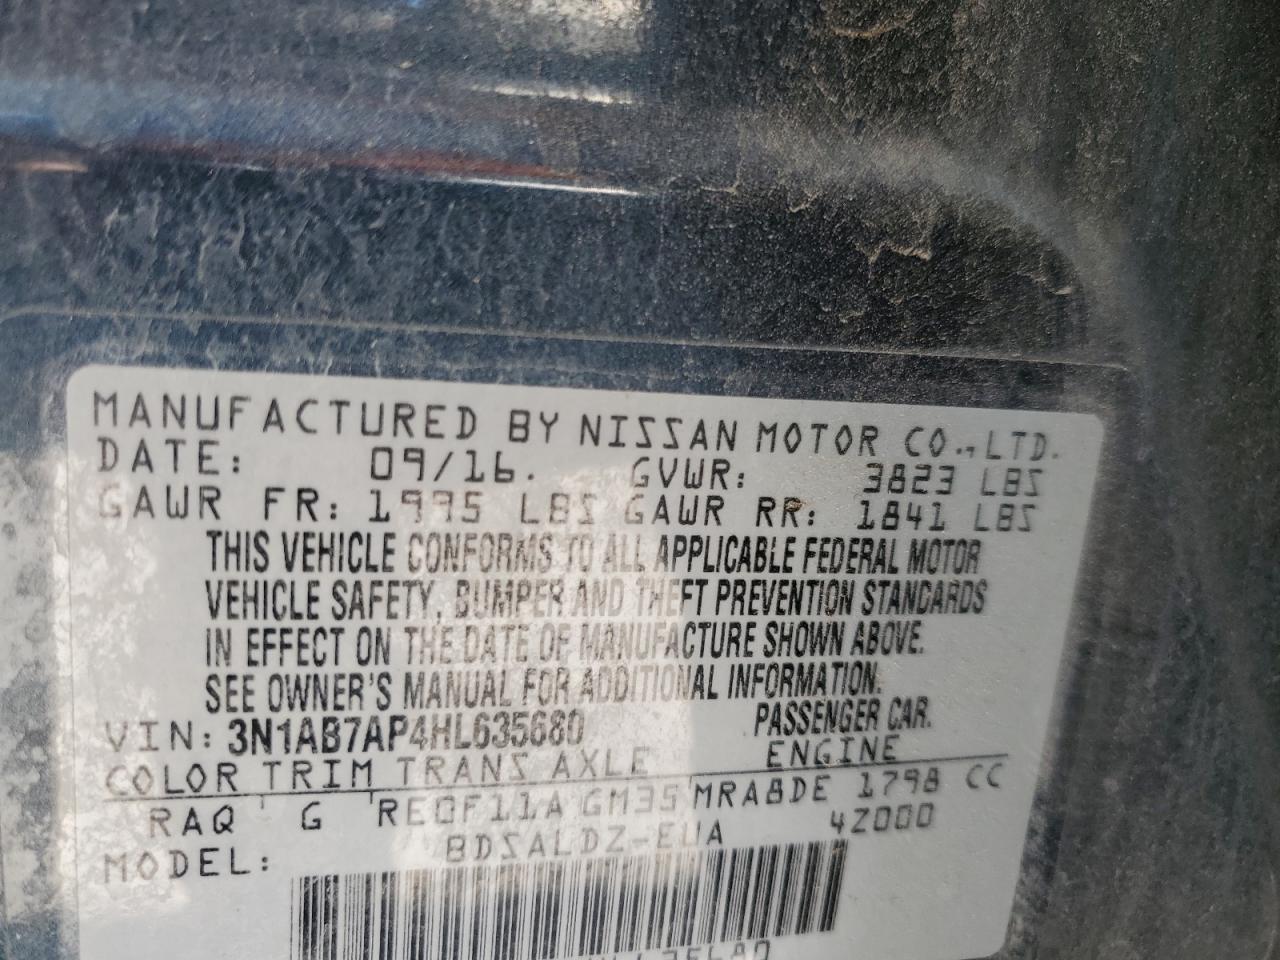 MANUFACTURED BY NISSAN MOTOR CO., LTD.
DATE: 09/16. GVWR: 3823 LBS
GAWR FR: 1995 LBS GAWR RR: 1841 LBS
THIS VEHICLE CONFORMS TO ALL APPLICABLE FEDERAL MOTOR
VEHICLE SAFETY, BUMPER AND THEFT PREVENTION STANDARDS
IN EFFECT ON THE DATE OF MANUFACTURE SHOWN ABOVE.
SEE OWNER'S MANUAL FOR ADDITIONAL INFORMATION.
VIN: 3N1AB7AP4HL635680 PASSENGER CAR.
COLOR TRIM TRANS AXLE ENGINE
RAQ G RE0F11A GM35 MRA8DE 1798 CC
MODEL: BDSALDZ-EUA 4Z000